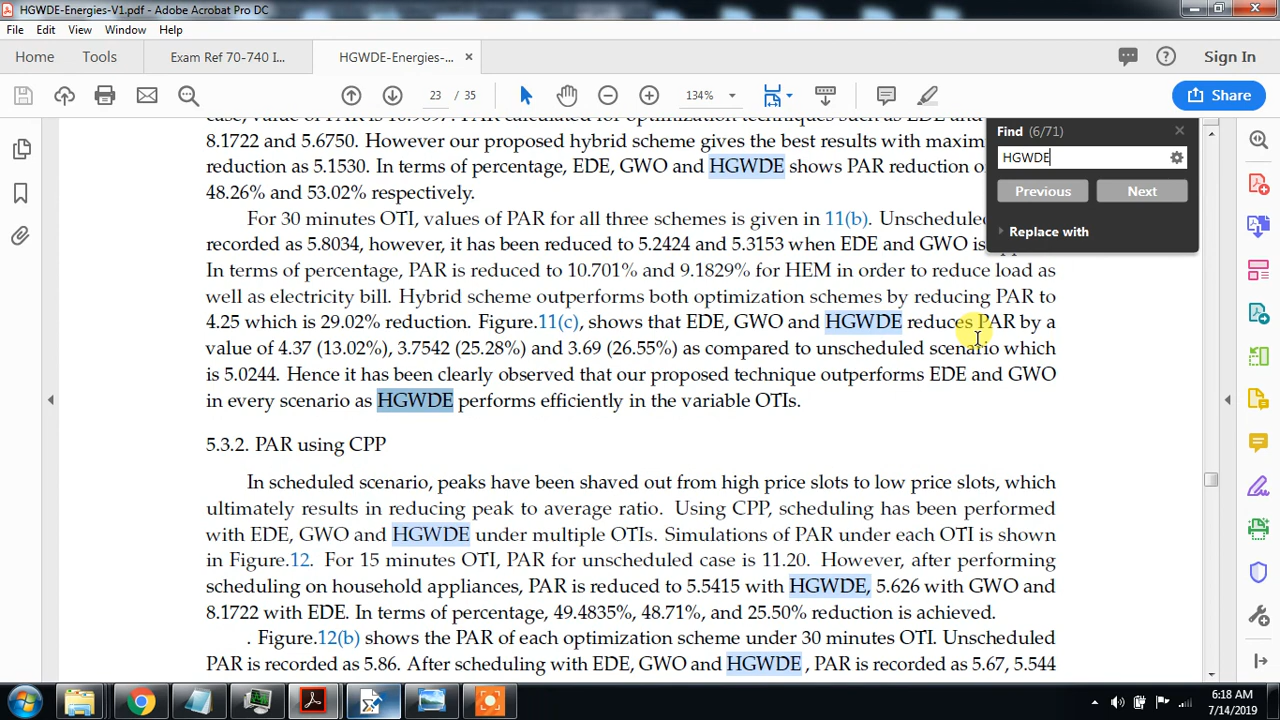 HGWDE-Energies-V1.pdf - Adobe Acrobat Pro DC
File Edit View Window Help
Home Tools Exam Ref 70-740 I... HGWDE-Energies-... × Sign In
23 / 35 134% Share
8.1722 and 5.6750. However our proposed hybrid scheme gives the best results with maxim
reduction as 5.1530. In terms of percentage, EDE, GWO and HGWDE shows PAR reduction o
48.26% and 53.02% respectively.
For 30 minutes OTI, values of PAR for all three schemes is given in 11(b). Unscheduled
recorded as 5.8034, however, it has been reduced to 5.2424 and 5.3153 when EDE and GWO is
In terms of percentage, PAR is reduced to 10.701% and 9.1829% for HEM in order to reduce load as
well as electricity bill. Hybrid scheme outperforms both optimization schemes by reducing PAR to
4.25 which is 29.02% reduction. Figure.11(c), shows that EDE, GWO and HGWDE reduces PAR by a
value of 4.37 (13.02%), 3.7542 (25.28%) and 3.69 (26.55%) as compared to unscheduled scenario which
is 5.0244. Hence it has been clearly observed that our proposed technique outperforms EDE and GWO
in every scenario as HGWDE performs efficiently in the variable OTIs.
5.3.2. PAR using CPP
In scheduled scenario, peaks have been shaved out from high price slots to low price slots, which
ultimately results in reducing peak to average ratio. Using CPP, scheduling has been performed
with EDE, GWO and HGWDE under multiple OTIs. Simulations of PAR under each OTI is shown
in Figure.12. For 15 minutes OTI, PAR for unscheduled case is 11.20. However, after performing
scheduling on household appliances, PAR is reduced to 5.5415 with HGWDE, 5.626 with GWO and
8.1722 with EDE. In terms of percentage, 49.4835%, 48.71%, and 25.50% reduction is achieved.
. Figure.12(b) shows the PAR of each optimization scheme under 30 minutes OTI. Unscheduled
PAR is recorded as 5.86. After scheduling with EDE, GWO and HGWDE , PAR is recorded as 5.67, 5.544
Find (6/71)
HGWDE
Previous Next
Replace with
6:18 AM
7/14/2019